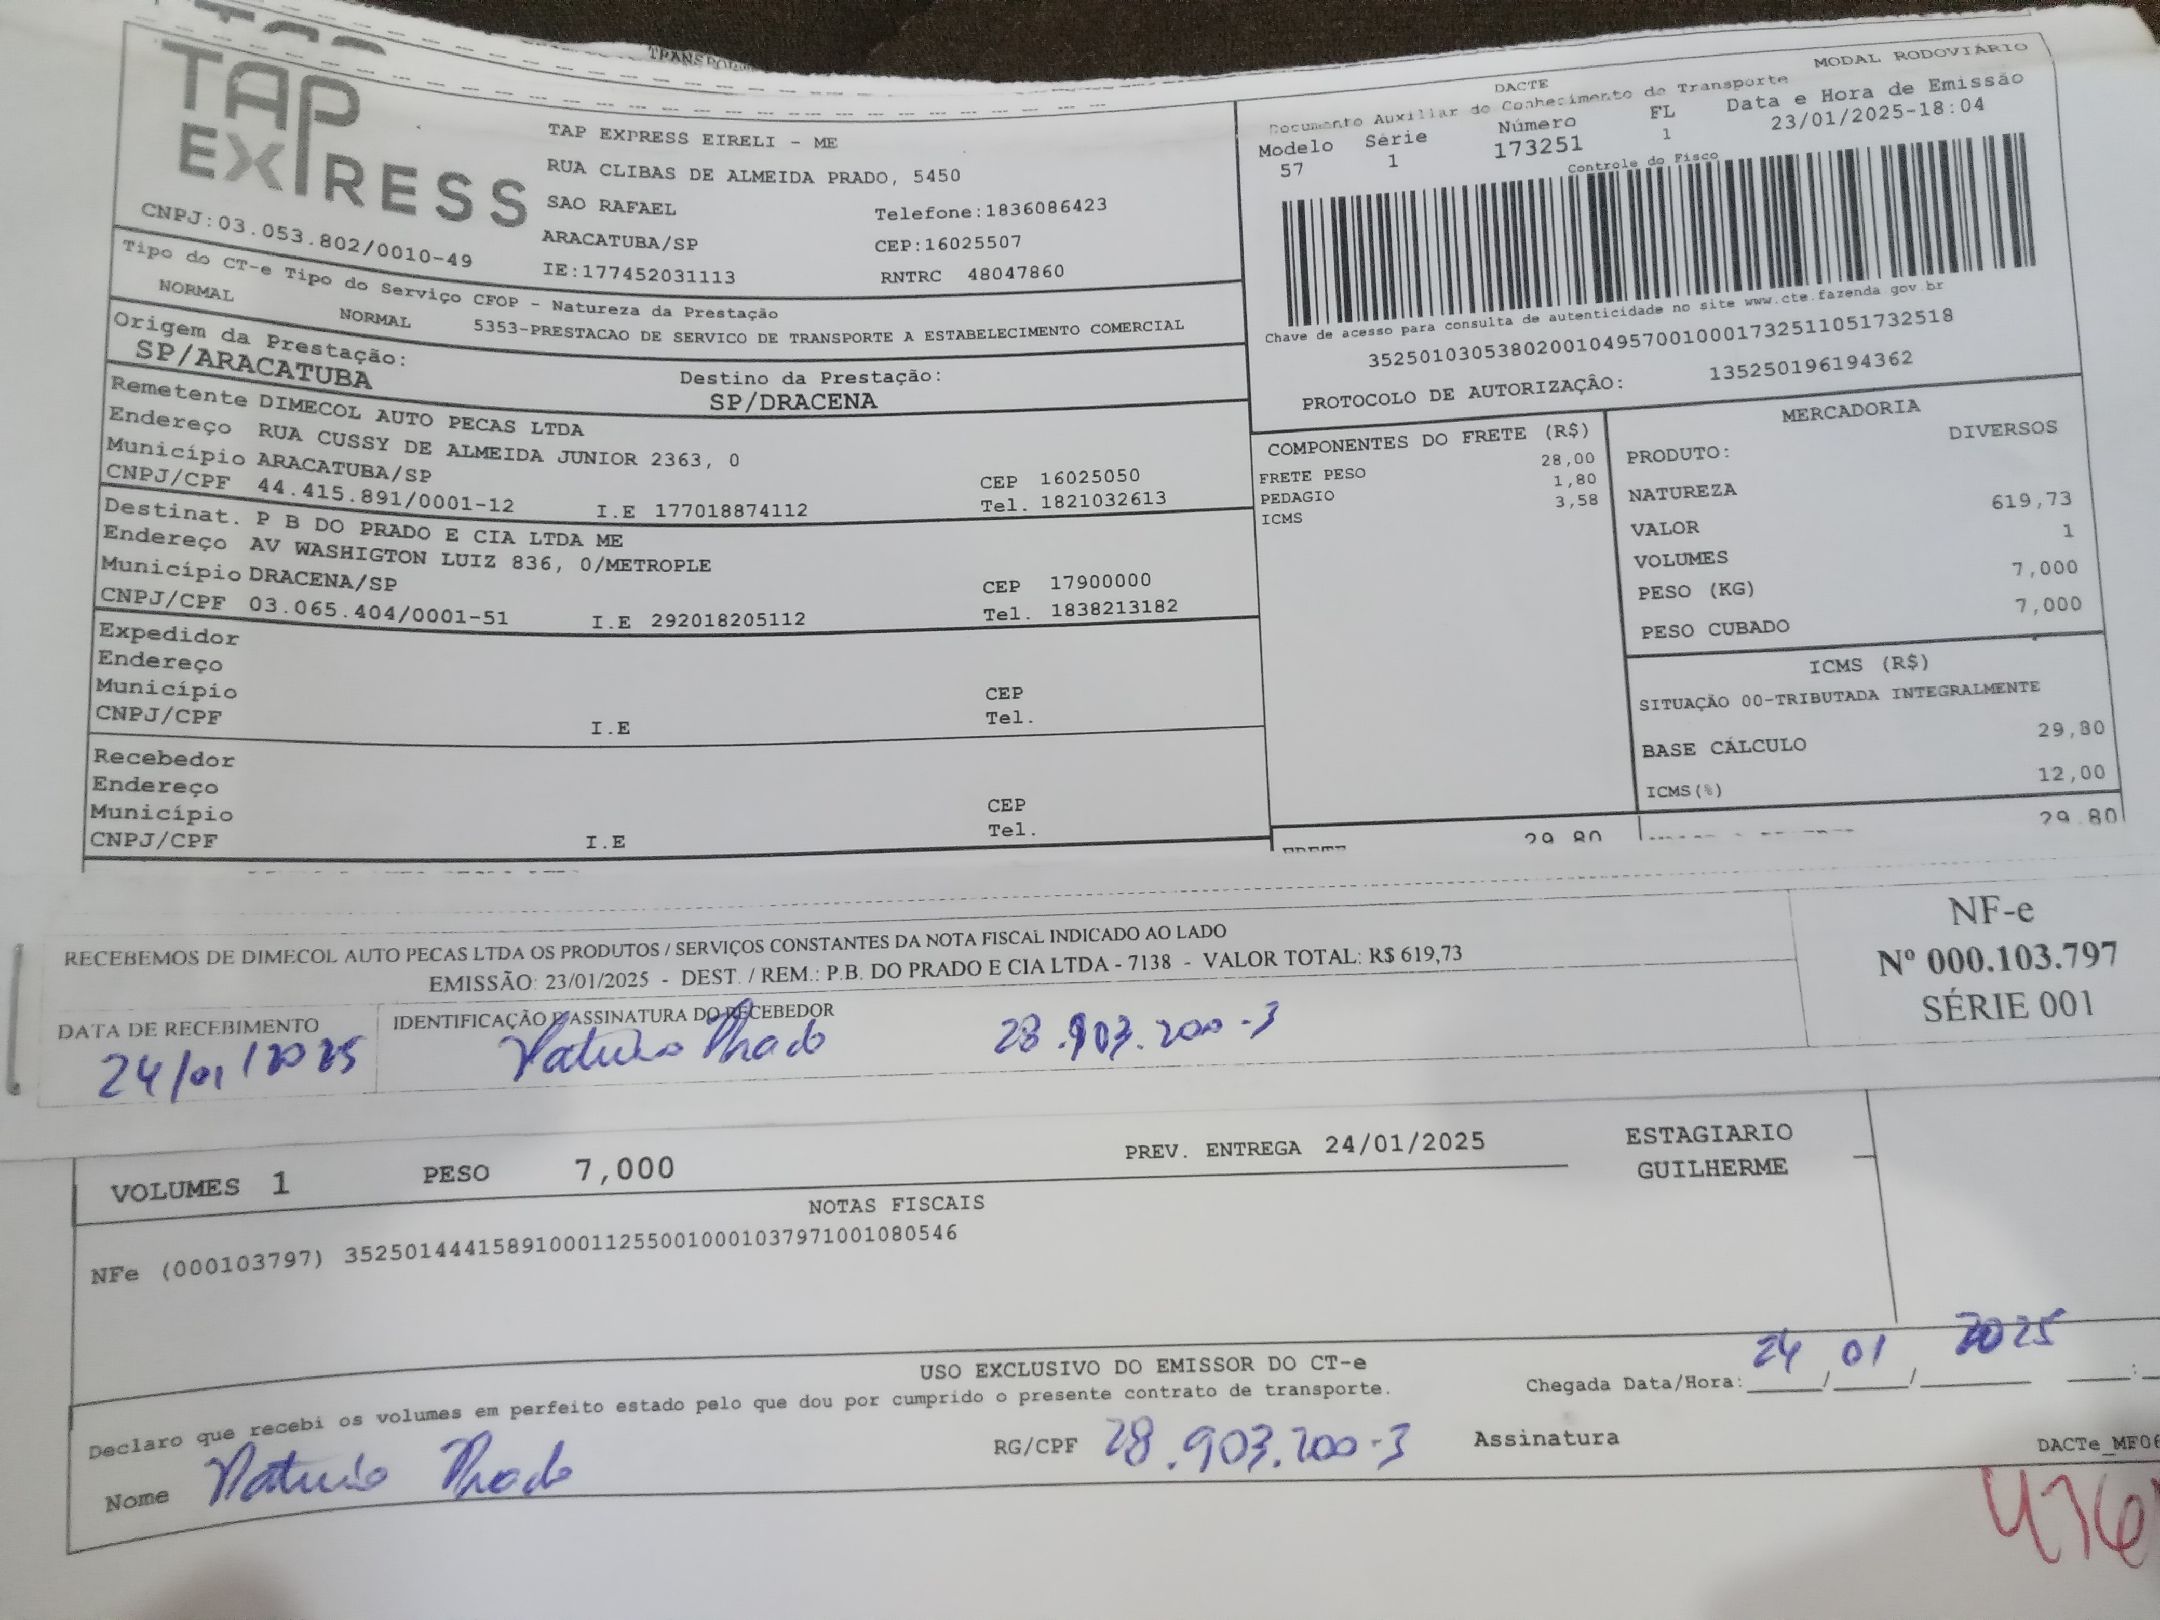 TRANSPOR
TAP
EXPRESS
CNPJ:03.053.802/0010-49
TAP EXPRESS EIRELI - ME
RUA CLIBAS DE ALMEIDA PRADO, 5450
SAO RAFAEL Telefone:1836086423
ARACATUBA/SP CEP:16025507
IE:177452031113 RNTRC 48047860
DACTE MODAL RODOVIÁRIO
Documento Auxiliar do Conhecimento de Transporte
Modelo Série Número FL Data e Hora de Emissão
57 1 173251 1 23/01/2025-18:04
Controle do Fisco
Chave de acesso para consulta de autenticidade no site www.cte.fazenda.gov.br
35250103053802001049570010001732511051732518
PROTOCOLO DE AUTORIZAÇÃO: 135250196194362
Tipo do CT-e Tipo do Serviço CFOP - Natureza da Prestação
NORMAL NORMAL 5353-PRESTACAO DE SERVICO DE TRANSPORTE A ESTABELECIMENTO COMERCIAL
Origem da Prestação: Destino da Prestação:
SP/ARACATUBA SP/DRACENA
Remetente DIMECOL AUTO PECAS LTDA
Endereço RUA CUSSY DE ALMEIDA JUNIOR 2363, 0
Município ARACATUBA/SP CEP 16025050
CNPJ/CPF 44.415.891/0001-12 I.E 177018874112 Tel. 1821032613
Destinat. P B DO PRADO E CIA LTDA ME
Endereço AV WASHIGTON LUIZ 836, 0/METROPLE
Município DRACENA/SP CEP 17900000
CNPJ/CPF 03.065.404/0001-51 I.E 292018205112 Tel. 1838213182
Expedidor
Endereço
Município CEP
CNPJ/CPF I.E Tel.
Recebedor
Endereço
Município CEP
CNPJ/CPF I.E Tel.
COMPONENTES DO FRETE (R$)
FRETE PESO 28,00
PEDAGIO 1,80
ICMS 3,58
FRETE 29,80
MERCADORIA
PRODUTO: DIVERSOS
NATUREZA
VALOR 619,73
VOLUMES 1
PESO (KG) 7,000
PESO CUBADO 7,000
ICMS (R$)
SITUAÇÃO 00-TRIBUTADA INTEGRALMENTE
BASE CÁLCULO 29,80
ICMS(%) 12,00
29.80
RECEBEMOS DE DIMECOL AUTO PECAS LTDA OS PRODUTOS / SERVIÇOS CONSTANTES DA NOTA FISCAL INDICADO AO LADO
EMISSÃO: 23/01/2025 - DEST. / REM.: P.B. DO PRADO E CIA LTDA - 7138 - VALOR TOTAL: R$ 619,73
DATA DE RECEBIMENTO IDENTIFICAÇÃO E ASSINATURA DO RECEBEDOR
24/01/2025 Prado 28.903.200-3
NF-e
Nº 000.103.797
SÉRIE 001
VOLUMES 1 PESO 7,000 PREV. ENTREGA 24/01/2025 ESTAGIARIO
GUILHERME
NOTAS FISCAIS
NFe (000103797) 35250144415891000112550010001037971001080546
USO EXCLUSIVO DO EMISSOR DO CT-e
Declaro que recebi os volumes em perfeito estado pelo que dou por cumprido o presente contrato de transporte.
Chegada Data/Hora: 24/01/2025 :
Nome Prado RG/CPF 28.903.200-3 Assinatura
DACTe_MF06
476